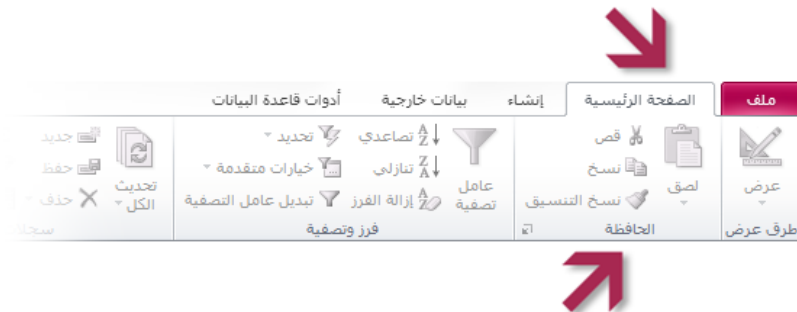 ملف الصفحة الرئيسية إنشاء بيانات خارجية أدوات قاعدة البيانات
عرض
طرق عرض
لصق
قص
نسخ
نسخ التنسيق
الحافظة
عامل تصفية
تصاعدي
تنازلي
إزالة الفرز
تحديد
خيارات متقدمة
تبديل عامل التصفية
فرز وتصفية
تحديث الكل
جديد
حفظ
حذف